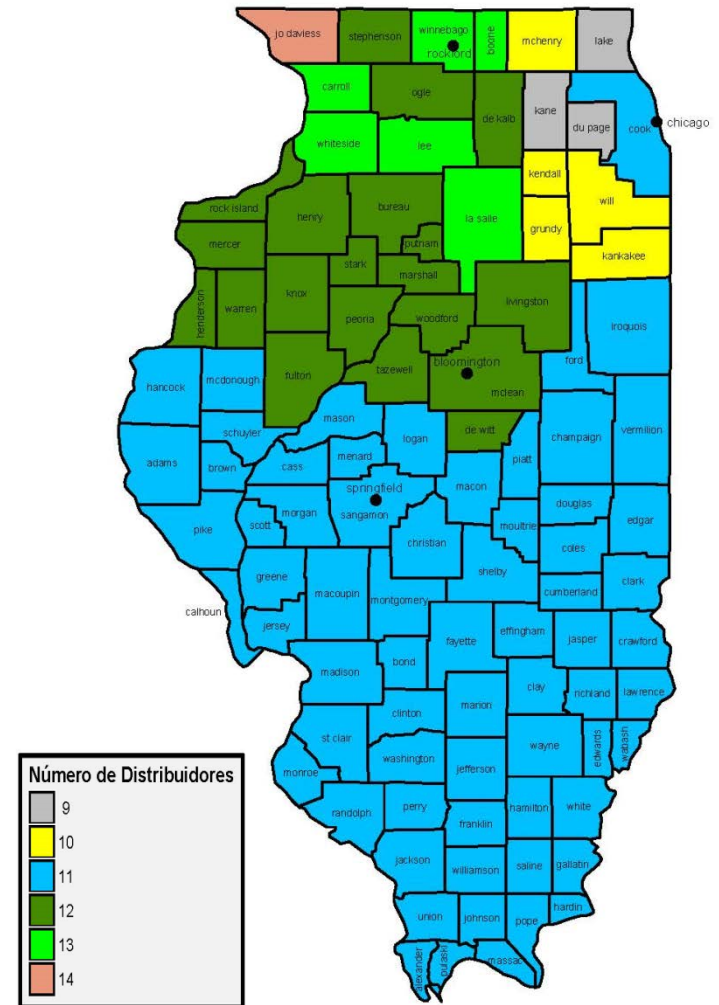 jo daviess
stephenson
winnebago
rockford
boone
mchenry
lake
carroll
ogle
de kalb
kane
du page
cook
chicago
whiteside
lee
kendall
will
rock island
henry
bureau
la salle
grundy
putnam
mercer
kankakee
stark
marshall
henderson
warren
knox
peoria
woodford
livingston
iroquois
bloomington
ford
hancock
mcdonough
fulton
tazewell
mclean
mason
schuyler
logan
de witt
champaign
vermilion
adams
brown
cass
menard
piatt
springfield
macon
pike
scott
morgan
sangamon
moultrie
douglas
edgar
christian
coles
greene
shelby
calhoun
macoupin
montgomery
cumberland
clark
jersey
fayette
effingham
jasper
crawford
madison
bond
clay
richland
lawrence
clinton
marion
st clair
wayne
edwards
wabash
monroe
washington
jefferson
randolph
perry
hamilton
white
franklin
jackson
williamson
saline
gallatin
union
johnson
pope
hardin
alexander
pulaski
massac
Número de Distribuidores
9
10
11
12
13
14